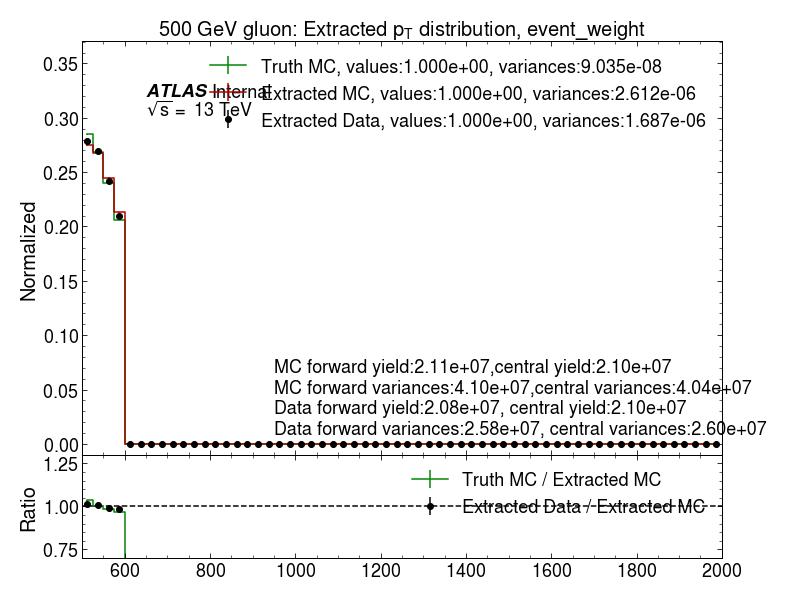 500 GeV gluon: Extracted pT distribution, event_weight
Truth MC, values:1.000e+00, variances:9.035e-08
ATLAS Internal
Extracted MC, values:1.000e+00, variances:2.612e-06
√s = 13 TeV
Extracted Data, values:1.000e+00, variances:1.687e-06
0.35
0.30
0.25
0.20
0.15
0.10
0.05
0.00
Normalized
MC forward yield:2.11e+07,central yield:2.10e+07
MC forward variances:4.10e+07,central variances:4.04e+07
Data forward yield:2.08e+07, central yield:2.10e+07
Data forward variances:2.58e+07, central variances:2.60e+07
1.25
1.00
0.75
Ratio
Truth MC / Extracted MC
Extracted Data / Extracted MC
600 800 1000 1200 1400 1600 1800 2000